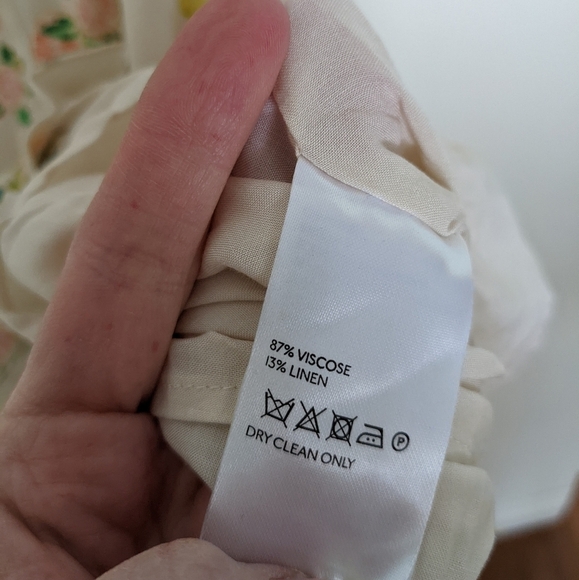 87% VISCOSE
13% LINEN
P
DRY CLEAN ONLY